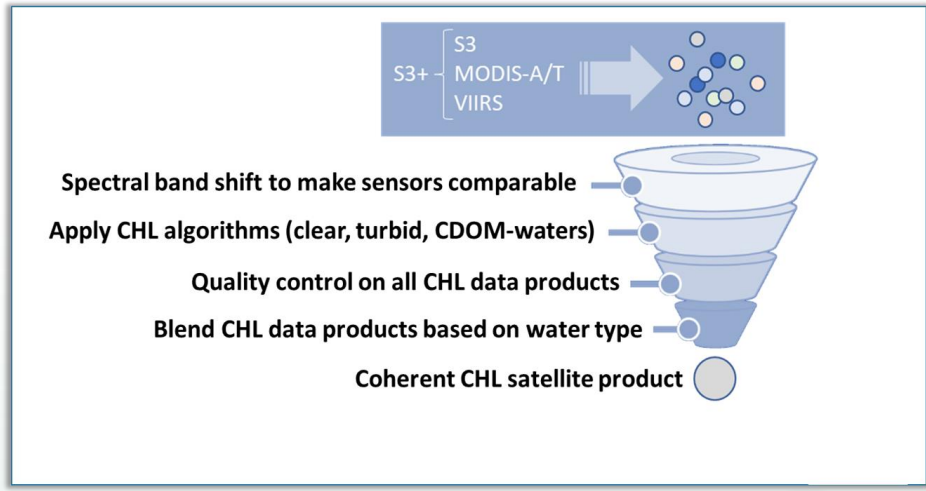 S3
S3+
MODIS-A/T
VIIRS
Spectral band shift to make sensors comparable
Apply CHL algorithms (clear, turbid, CDOM-waters)
Quality control on all CHL data products
Blend CHL data products based on water type
Coherent CHL satellite product